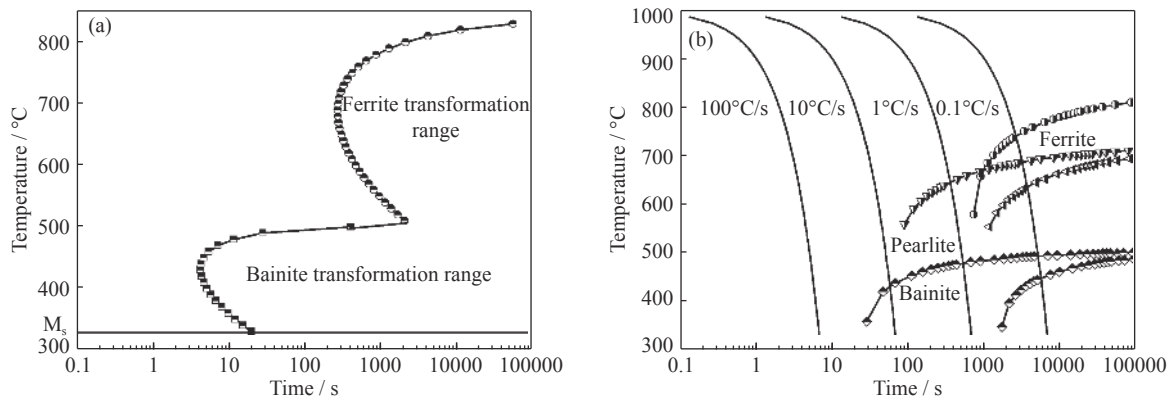 (a)
800
700
600
500
400
300
Temperature / °C
Ferrite transformation
range
Bainite transformation range
Ms
0.1
1
10
100
1000
10000
100000
Time / s
(b)
1000
900
800
700
600
500
400
300
Temperature / °C
100°C/s
10°C/s
1°C/s
0.1°C/s
Ferrite
Pearlite
Bainite
0.1
1
10
100
1000
10000
100000
Time / s